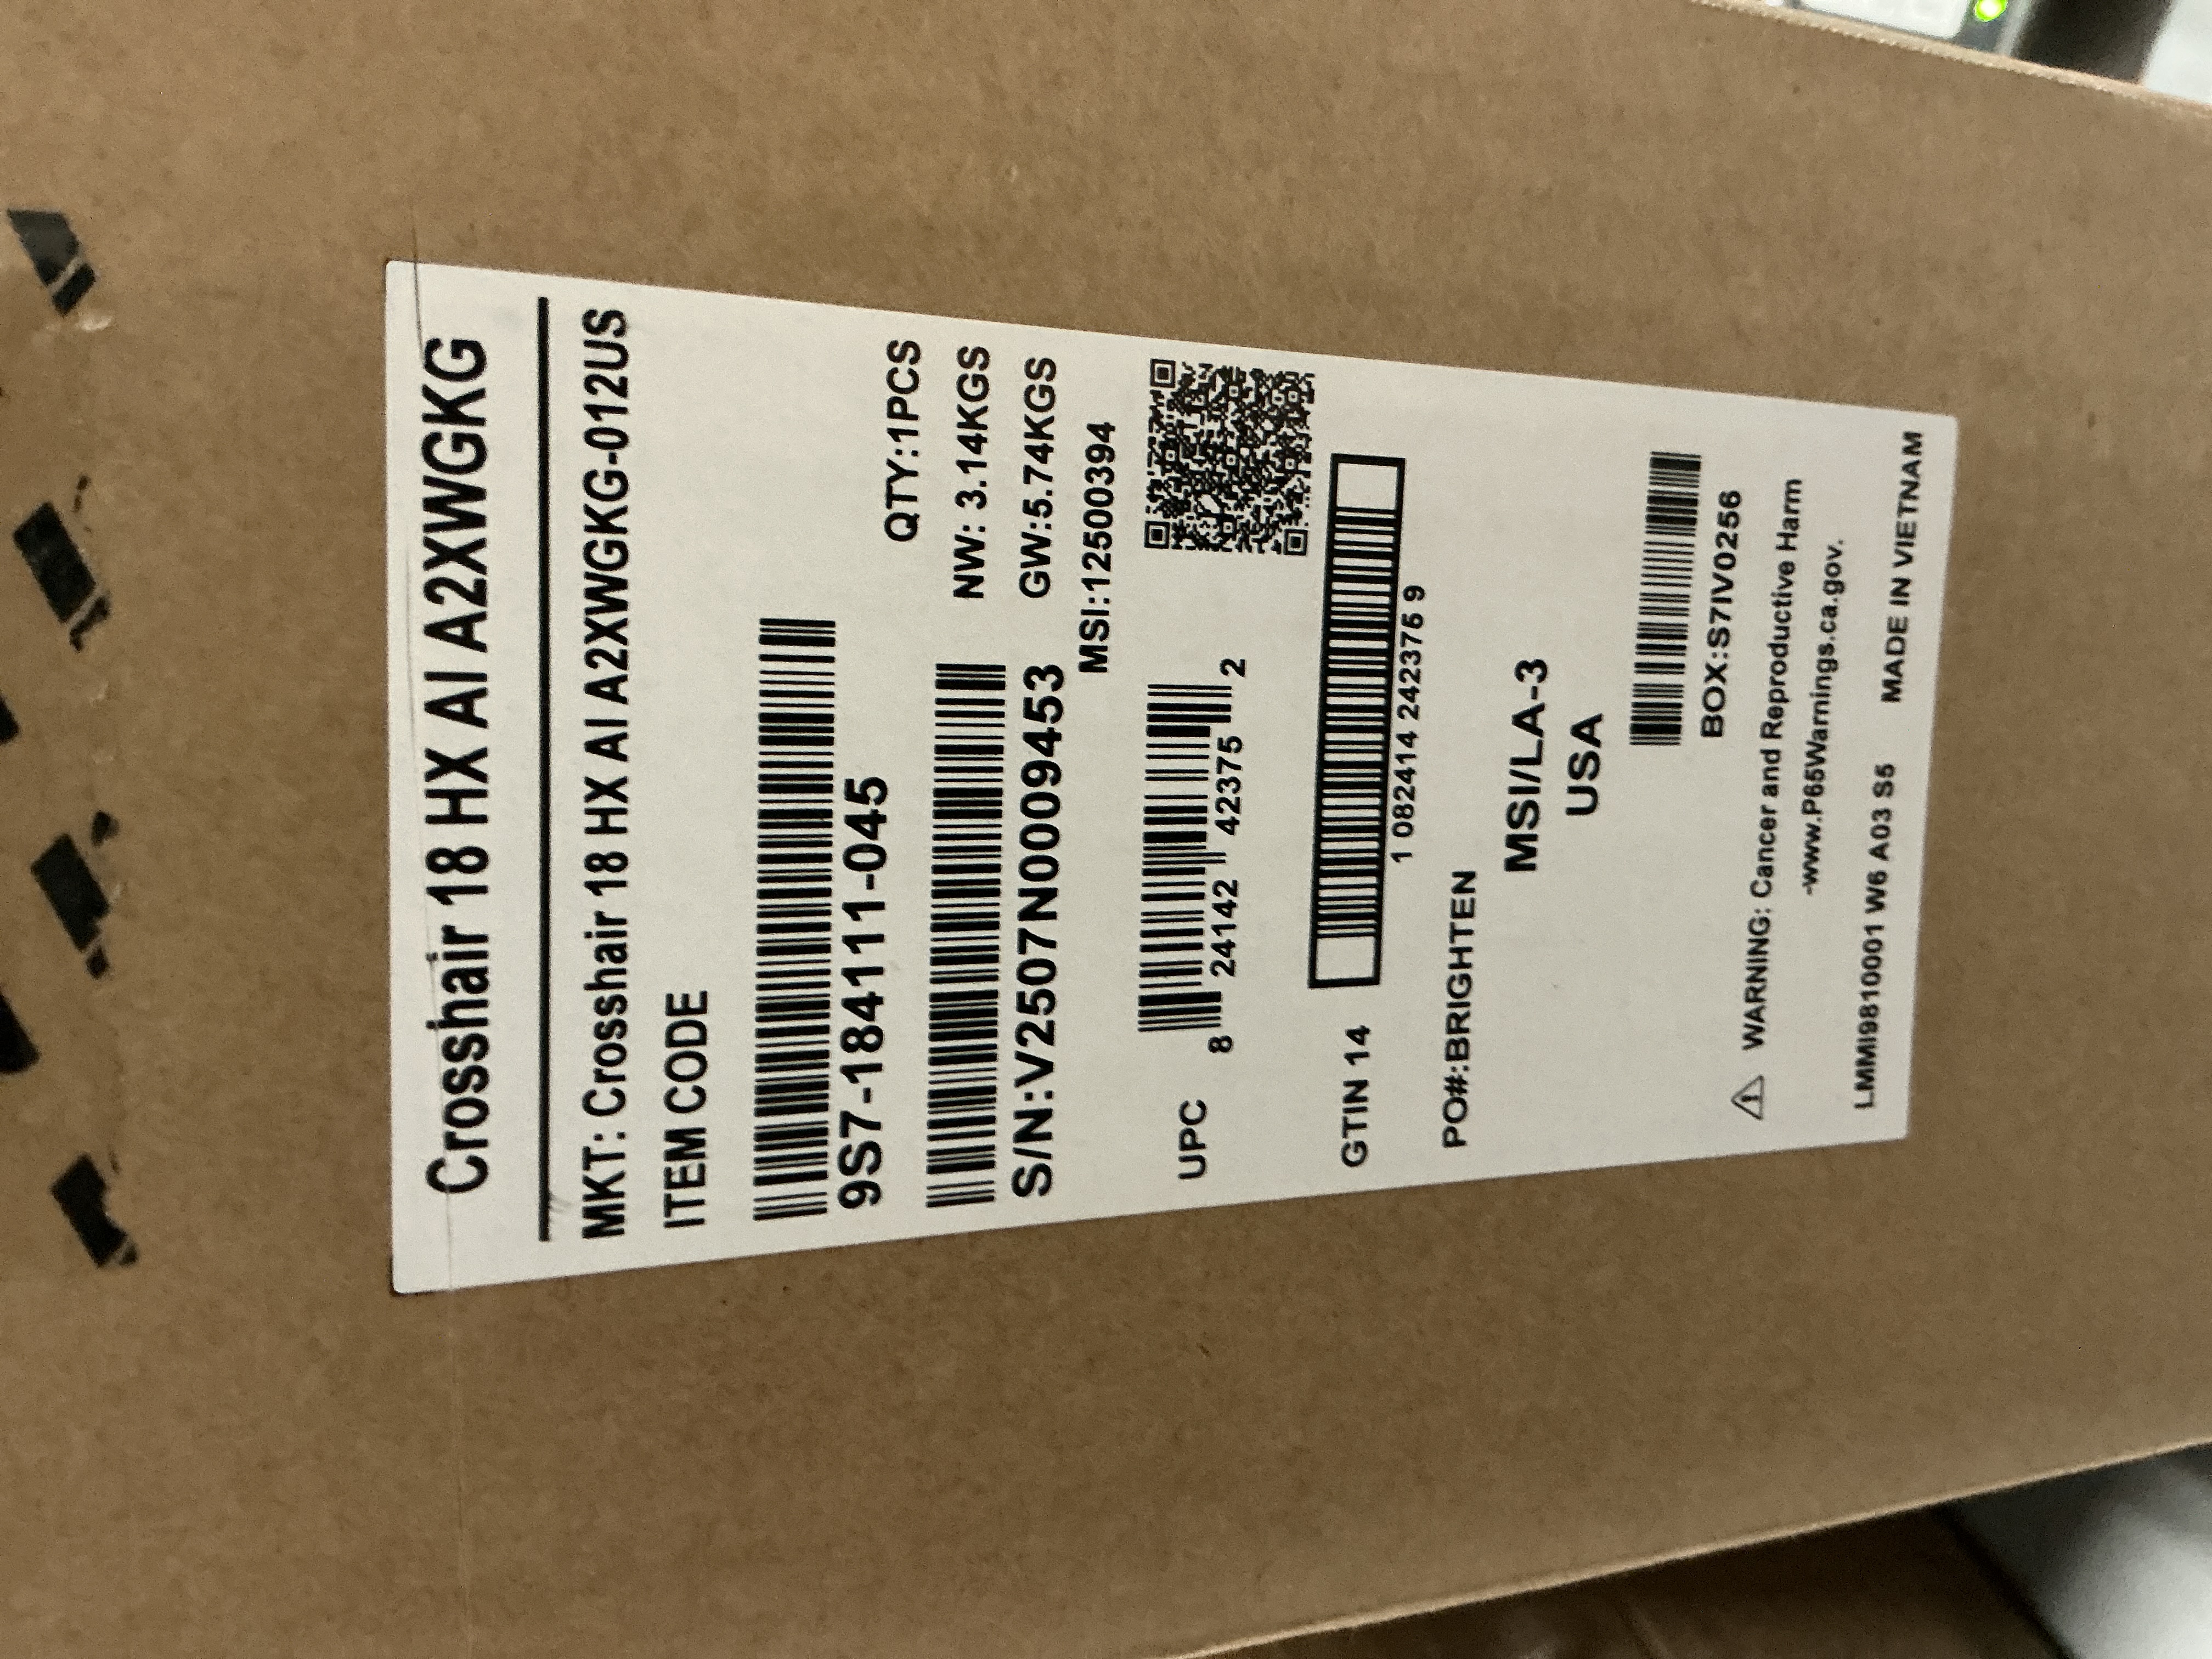 Crosshair 18 HX AI A2XWGKG
MKT: Crosshair 18 HX AI A2XWGKG-012US
ITEM CODE
9S7-184111-045
QTY:1PCS
S/N:V2507N0009453
NW: 3.14KGS
GW:5.74KGS
MSI:12500394
UPC
8 24142 42375 2
GTIN 14
1 082414 242375 9
PO#:BRIGHTEN
MSI/LA-3
USA
BOX:S7IV0256
WARNING: Cancer and Reproductive Harm
-www.P65Warnings.ca.gov.
LMMI9810001 W6 A03 S5 MADE IN VIETNAM